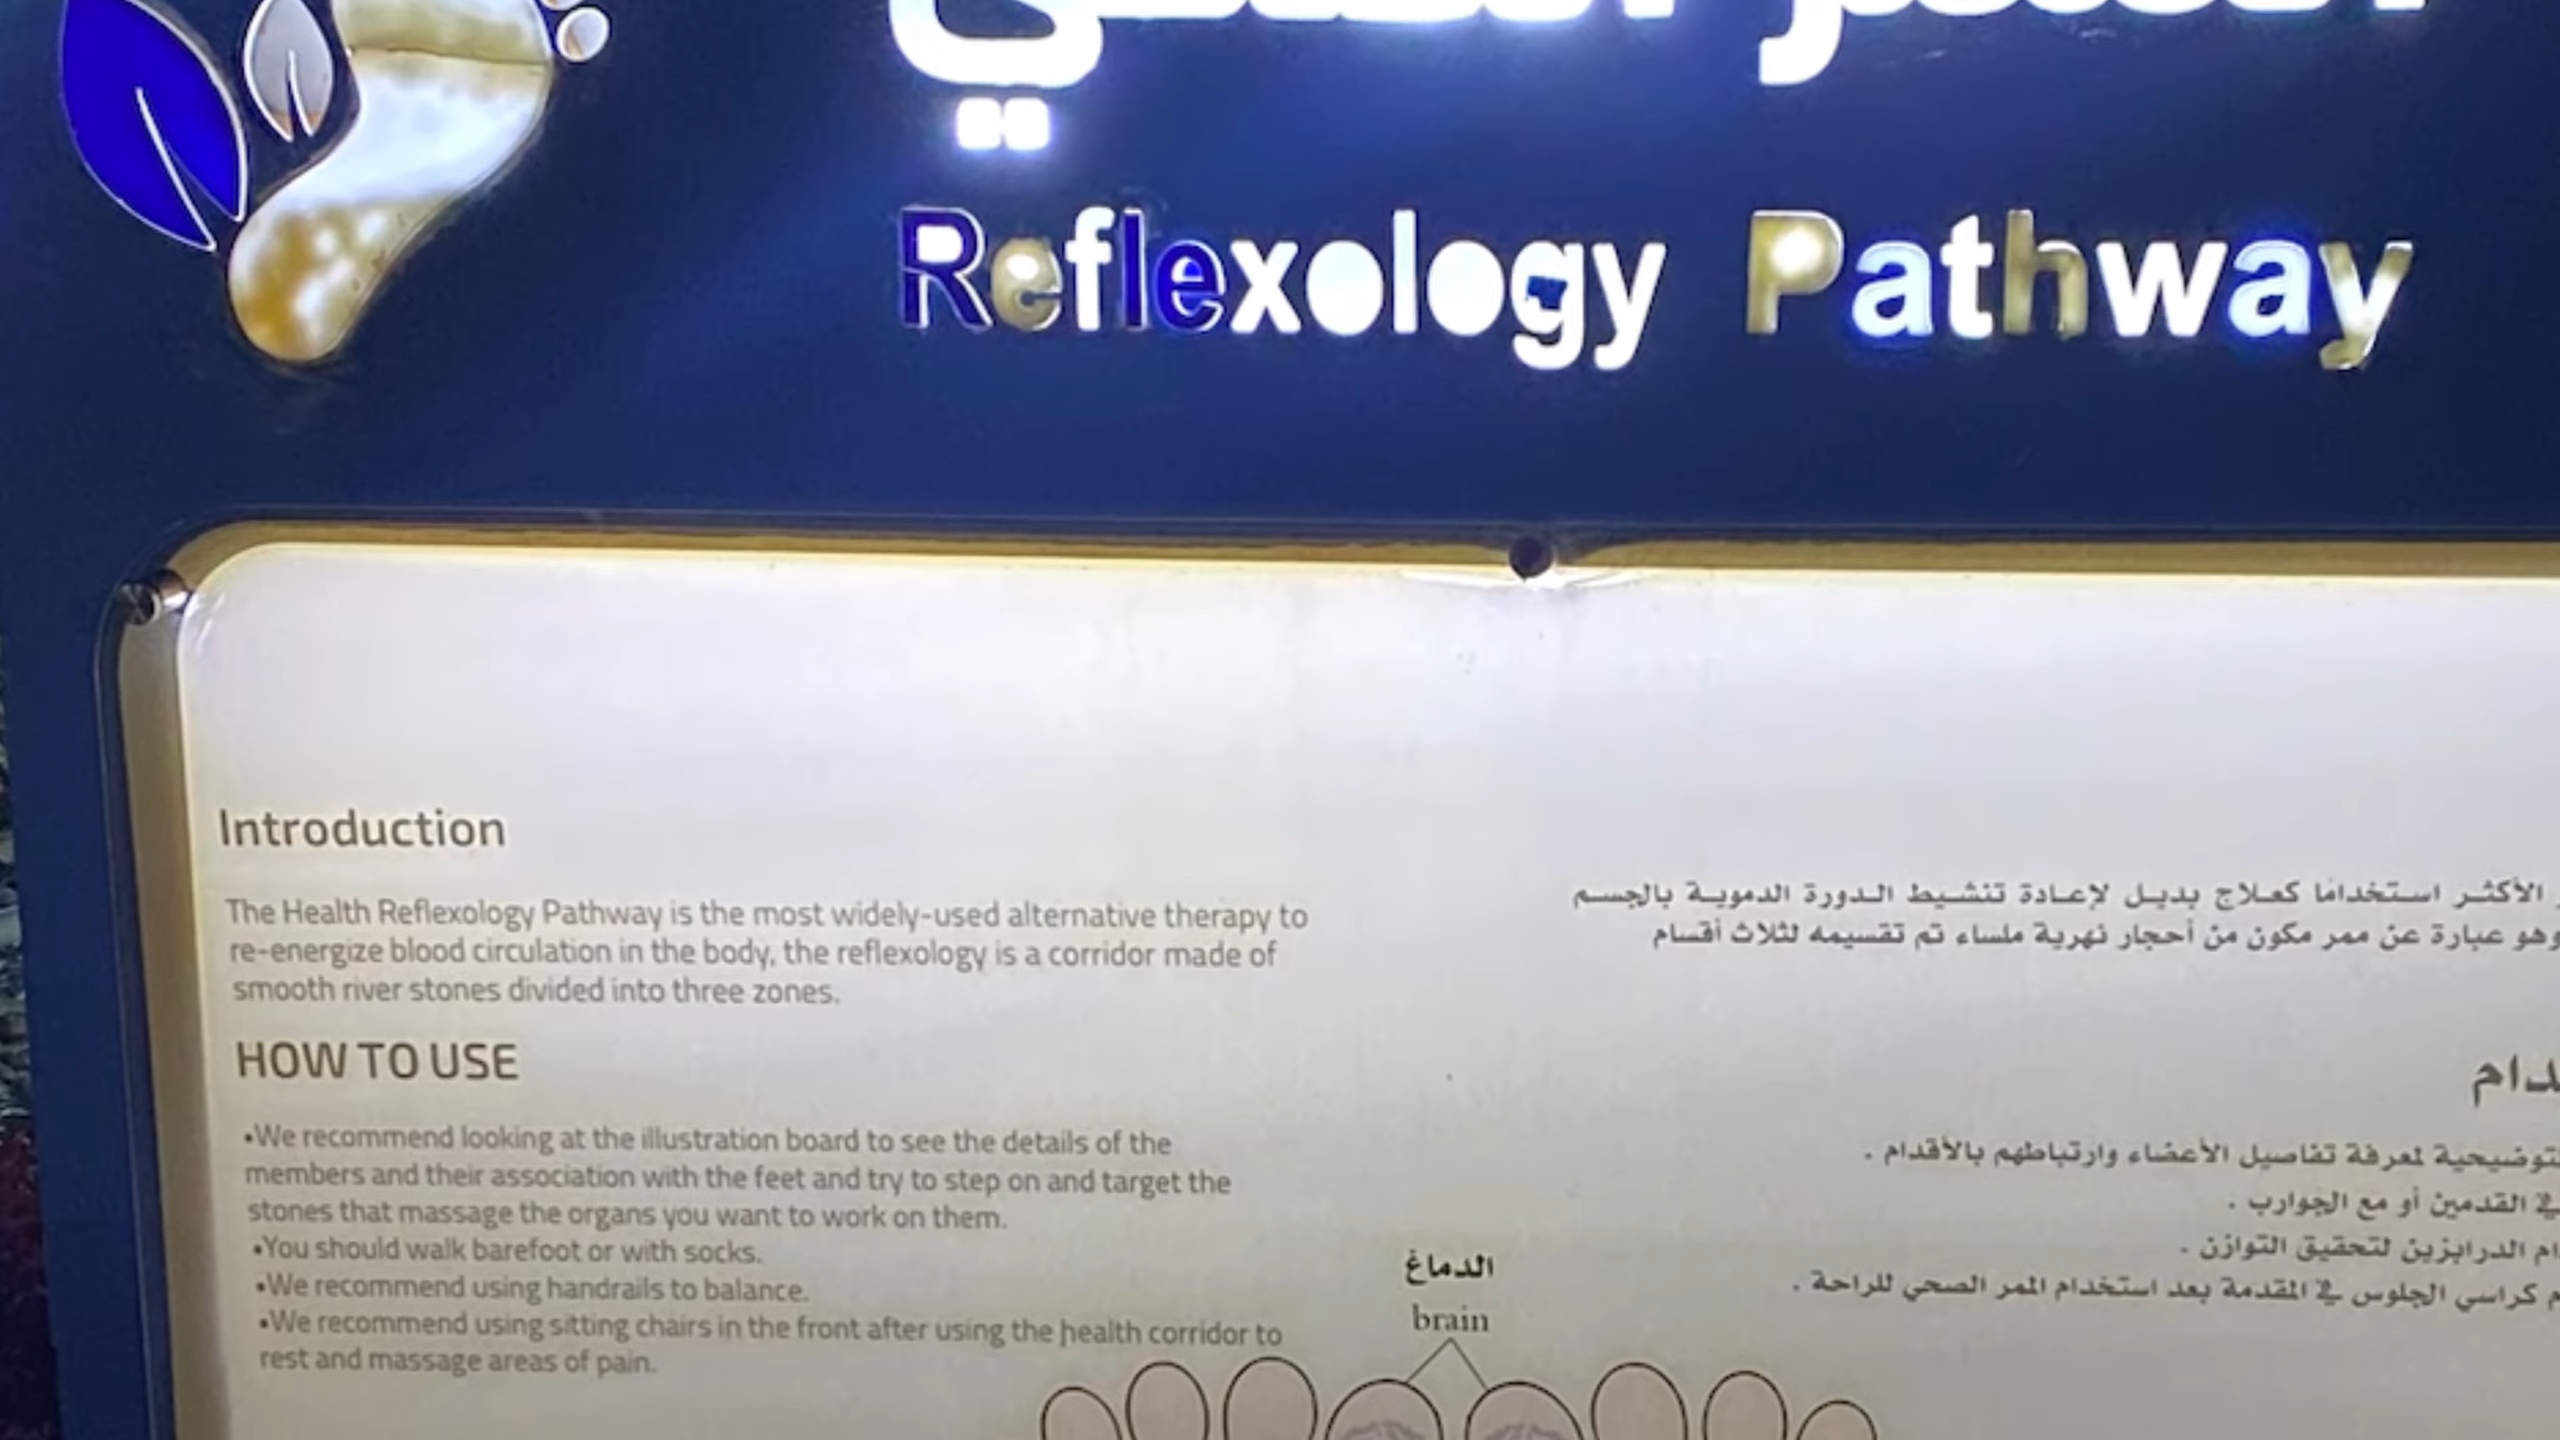 Reflexology Pathway
Introduction
The Health Reflexology Pathway is the most widely-used alternative therapy to
re-energize blood circulation in the body, the reflexology is a corridor made of
smooth river stones divided into three zones.
HOW TO USE
•We recommend looking at the illustration board to see the details of the
members and their association with the feet and try to step on and target the
stones that massage the organs you want to work on them.
•You should walk barefoot or with socks.
•We recommend using handrails to balance.
•We recommend using sitting chairs in the front after using the health corridor to
rest and massage areas of pain.
الأكثر استخداما كعلاج بديل لإعادة تنشيط الدورة الدموية بالجسم
وهو عبارة عن ممر مكون من أحجار نهرية ملساء تم تقسيمه لثلاث أقسام
لمعرفة تفاصيل الأعضاء وارتباطهم بالأقدام .
القدمين أو مع الجوارب .
الدرابزين لتحقيق التوازن .
كراسي الجلوس في المقدمة بعد استخدام الممر الصحي للراحة .
الدماغ
brain